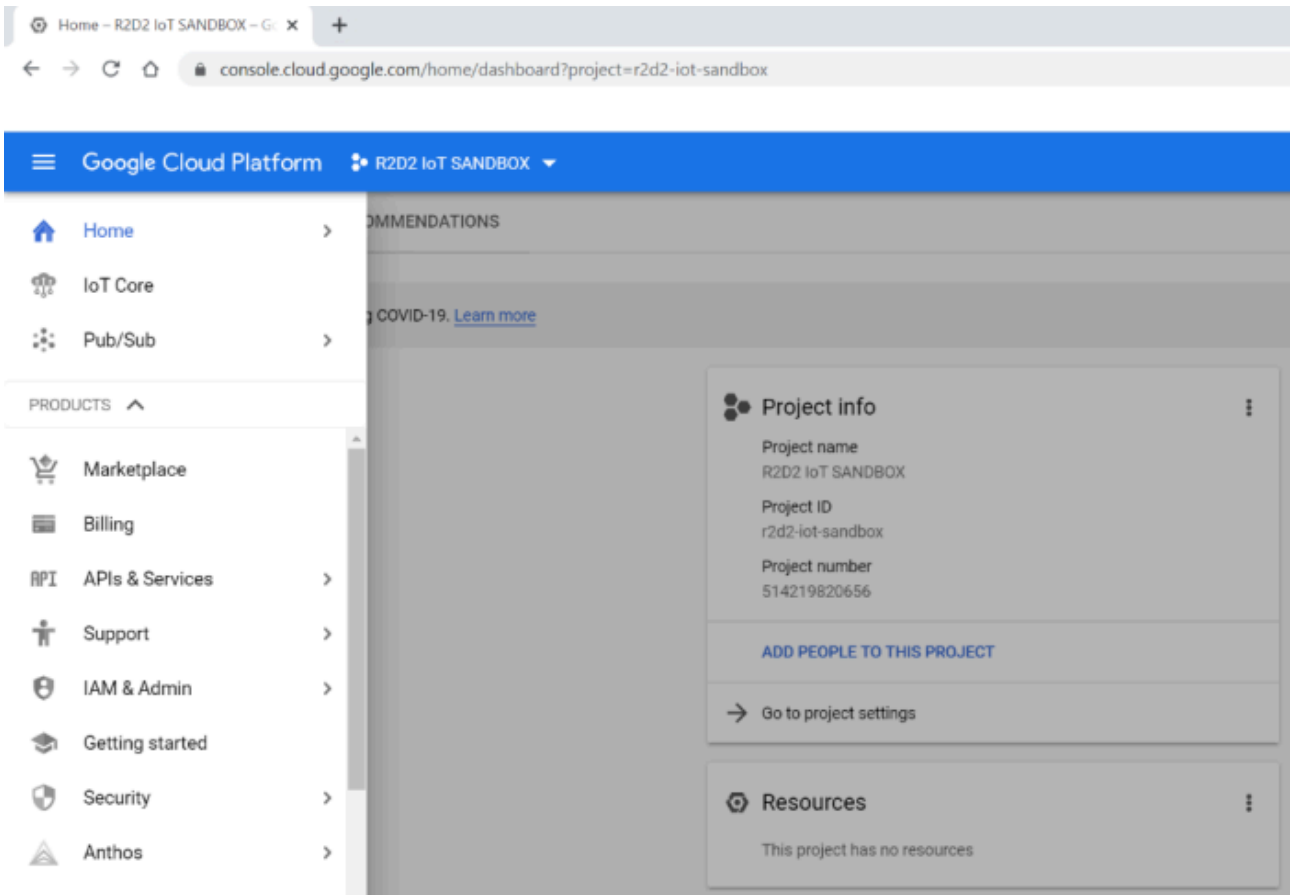 Home – R2D2 IoT SANDBOX – Go
console.cloud.google.com/home/dashboard?project=r2d2-iot-sandbox
Google Cloud Platform R2D2 IoT SANDBOX
Home
IoT Core
Pub/Sub
PRODUCTS
Marketplace
Billing
API APIs & Services
Support
IAM & Admin
Getting started
Security
Anthos
OMMENDATIONS
g COVID-19. Learn more
Project info
Project name
R2D2 IoT SANDBOX
Project ID
r2d2-iot-sandbox
Project number
514219820656
ADD PEOPLE TO THIS PROJECT
Go to project settings
Resources
This project has no resources